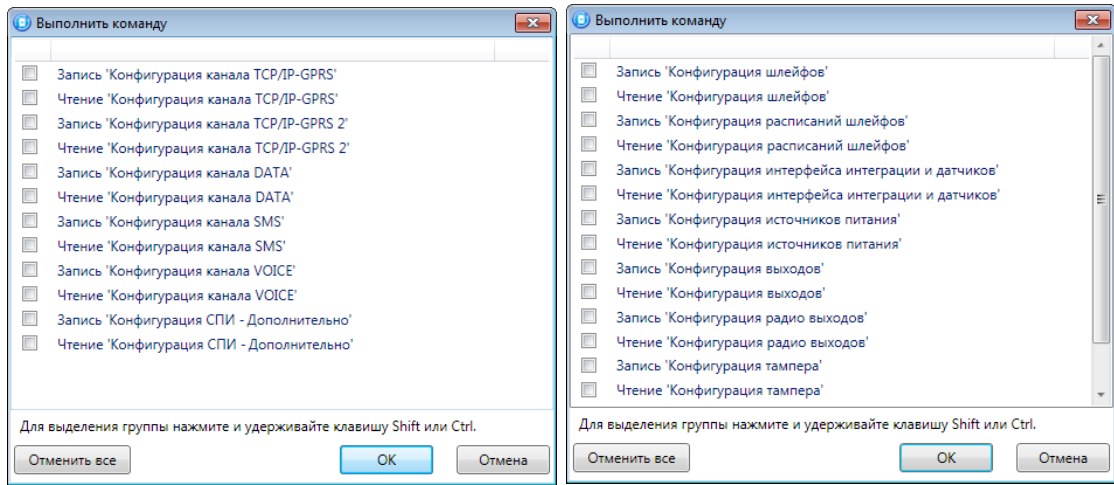 Выполнить команду
Запись 'Конфигурация канала TCP/IP-GPRS'
Чтение 'Конфигурация канала TCP/IP-GPRS'
Запись 'Конфигурация канала TCP/IP-GPRS 2'
Чтение 'Конфигурация канала TCP/IP-GPRS 2'
Запись 'Конфигурация канала DATA'
Чтение 'Конфигурация канала DATA'
Запись 'Конфигурация канала SMS'
Чтение 'Конфигурация канала SMS'
Запись 'Конфигурация канала VOICE'
Чтение 'Конфигурация канала VOICE'
Запись 'Конфигурация СПИ - Дополнительно'
Чтение 'Конфигурация СПИ - Дополнительно'
Для выделения группы нажмите и удерживайте клавишу Shift или Ctrl.
Отменить все ОК Отмена
Выполнить команду
Запись 'Конфигурация шлейфов'
Чтение 'Конфигурация шлейфов'
Запись 'Конфигурация расписаний шлейфов'
Чтение 'Конфигурация расписаний шлейфов'
Запись 'Конфигурация интерфейса интеграции и датчиков'
Чтение 'Конфигурация интерфейса интеграции и датчиков'
Запись 'Конфигурация источников питания'
Чтение 'Конфигурация источников питания'
Запись 'Конфигурация выходов'
Чтение 'Конфигурация выходов'
Запись 'Конфигурация радио выходов'
Чтение 'Конфигурация радио выходов'
Запись 'Конфигурация тампера'
Чтение 'Конфигурация тампера'
Для выделения группы нажмите и удерживайте клавишу Shift или Ctrl.
Отменить все ОК Отмена